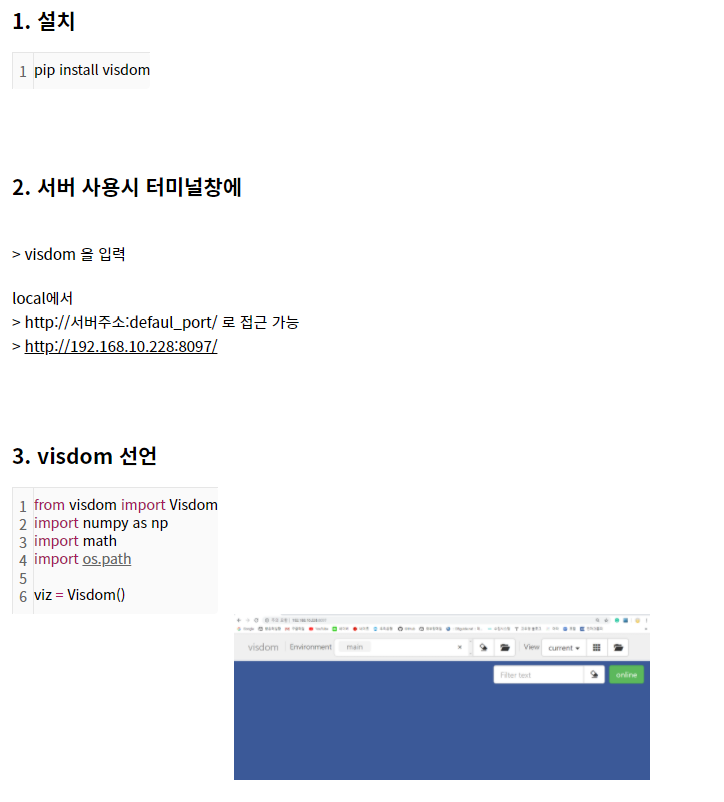 1. 설치
1 pip install visdom
2. 서버 사용시 터미널창에
> visdom 을 입력
local에서
> http://서버주소:defaul_port/ 로 접근 가능
> http://192.168.10.228:8097/
3. visdom 선언
1 from visdom import Visdom
2 import numpy as np
3 import math
4 import os.path
5
6 viz = Visdom()
visdom Environment main × View current
Filter text online